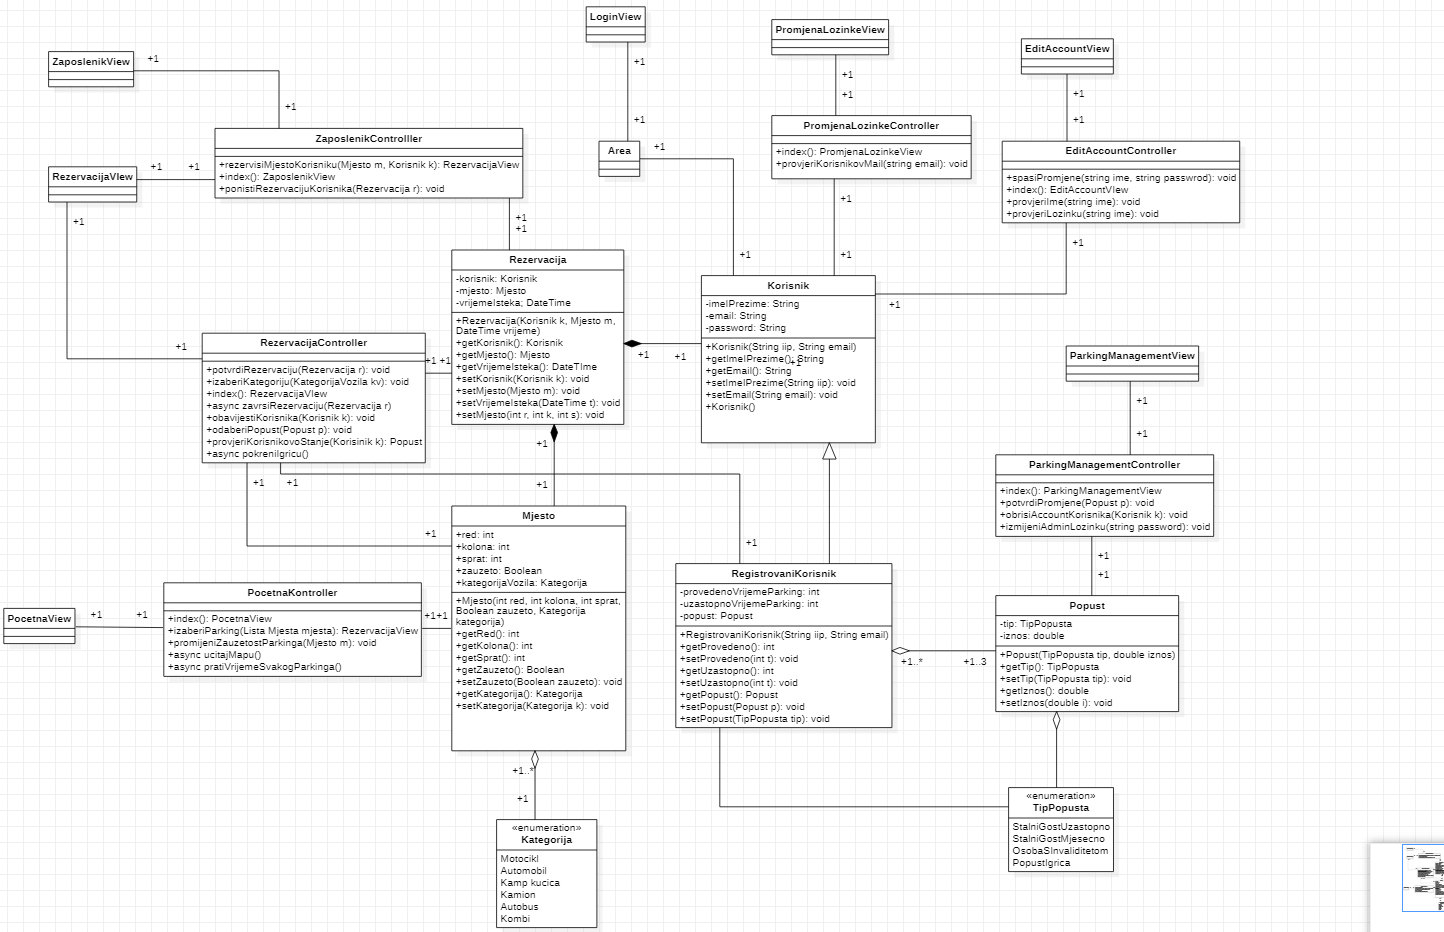 LoginView
+1
+1
PromjenaLozinkeView
+1
+1
EditAccountView
+1
+1
ZaposlenikView
+1
+1
ZaposlenikControlller
+rezervisiMjestoKorisniku(Mjesto m, Korisnik k): RezervacijaView
+index(): ZaposlenikView
+ponistiRezervacijuKorisnika(Rezervacija r): void
+1
+1
RezervacijaVIew
+1
+1
+1
+1
Area
+1
+1
PromjenaLozinkeController
+index(): PromjenaLozinkeView
+provjeriKorisnikovMail(string email): void
+1
+1
EditAccountController
+spasiPromjene(string ime, string passwrod): void
+index(): EditAccountVIew
+provjeriIme(string ime): void
+provjeriLozinku(string ime): void
+1
+1
Rezervacija
-korisnik: Korisnik
-mjesto: Mjesto
-vrijemeIsteka; DateTime
+Rezervacija(Korisnik k, Mjesto m,
DateTime vrijeme)
+getKorisnik(): Korisnik
+getMjesto(): Mjesto
+getVrijemeIsteka(): DateTIme
+setKorisnik(Korisnik k): void
+setMjesto(Mjesto m): void
+setVrijemeIsteka(DateTime t): void
+setMjesto(int r, int k, int s): void
+1
+1
+1
+1
Korisnik
-imeIPrezime: String
-email: String
-password: String
+Korisnik(String iip, String email)
+getImeIPrezime(): String
+1
+getEmail(): String
+setImeIPrezime(String iip): void
+setEmail(String email): void
+Korisnik()
RezervacijaController
+potvrdiRezervaciju(Rezervacija r): void
+izaberiKategoriju(KategorijaVozila kv): void
+index(): RezervacijaVIew
+async zavrsiRezervaciju(Rezervacija r)
+obavijestiKorisnika(Korisnik k): void
+odaberiPopust(Popust p): void
+provjeriKorisnikovoStanje(Korisinik k): Popust
+async pokreniIgricu()
+1
+1
+1
+1
+1
+1
ParkingManagementView
+1
+1
ParkingManagementController
+index(): ParkingManagementView
+potvrdiPromjene(Popust p): void
+obrisiAccountKorisnika(Korisnik k): void
+izmijeniAdminLozinku(string password): void
+1
+1
Mjesto
+red: int
+kolona: int
+sprat: int
+zauzeto: Boolean
+kategorijaVozila: Kategorija
+Mjesto(int red, int kolona, int sprat,
Boolean zauzeto, Kategorija
kategorija)
+getRed(): int
+getKolona(): int
+getSprat(): int
+getZauzeto(): Boolean
+setZauzeto(Boolean zauzeto): void
+getKategorija(): Kategorija
+setKategorija(Kategorija k): void
+1..*
+1
PocetnaView
+1
+1
PocetnaKontroller
+index(): PocetnaView
+izaberiParking(Lista Mjesta mjesta): RezervacijaView
+promijeniZauzetostParkinga(Mjesto m): void
+async ucitajMapu()
+async pratiVrijemeSvakogParkinga()
+1
+1
RegistrovaniKorisnik
-provedenoVrijemeParking: int
-uzastopnoVrijemeParking: int
-popust: Popust
+RegistrovaniKorisnik(String iip, String email)
+getProvedeno(): int
+setProvedeno(int t): void
+getUzastopno(): int
+setUzastopno(int t): void
+getPopust(): Popust
+setPopust(Popust p): void
+setPopust(TipPopusta tip): void
+1..*
+1..3
Popust
-tip: TipPopusta
-iznos: double
+Popust(TipPopusta tip, double iznos)
+getTip(): TipPopusta
+setTip(TipPopusta tip): void
+getIznos(): double
+setIznos(double i): void
«enumeration»
Kategorija
Motocikl
Automobil
Kamp kucica
Kamion
Autobus
Kombi
«enumeration»
TipPopusta
StalniGostUzastopno
StalniGostMjesecno
OsobaSInvaliditetom
PopustIgrica